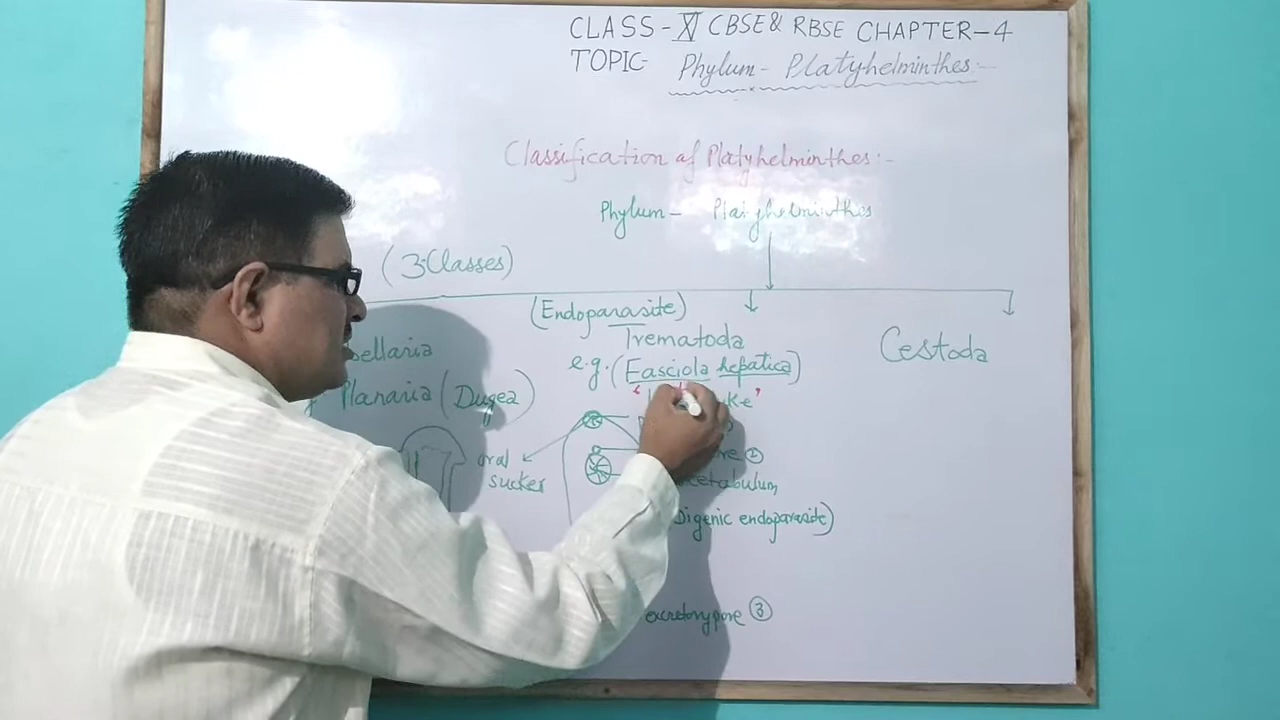 CLASS-XI CBSE & RBSE CHAPTER-4
TOPIC- Phylum- Platyhelminthes:-
Classification of Platyhelminthes:-
Phylum- Platyhelminthes
(3-Classes)
(Endoparasite)
Trematoda
Cestoda
e.g. (Fasciola hepatica)
Planaria (Dugea)
oral
sucker
(2)
Digenic endoparasite)
excretory pore (3)